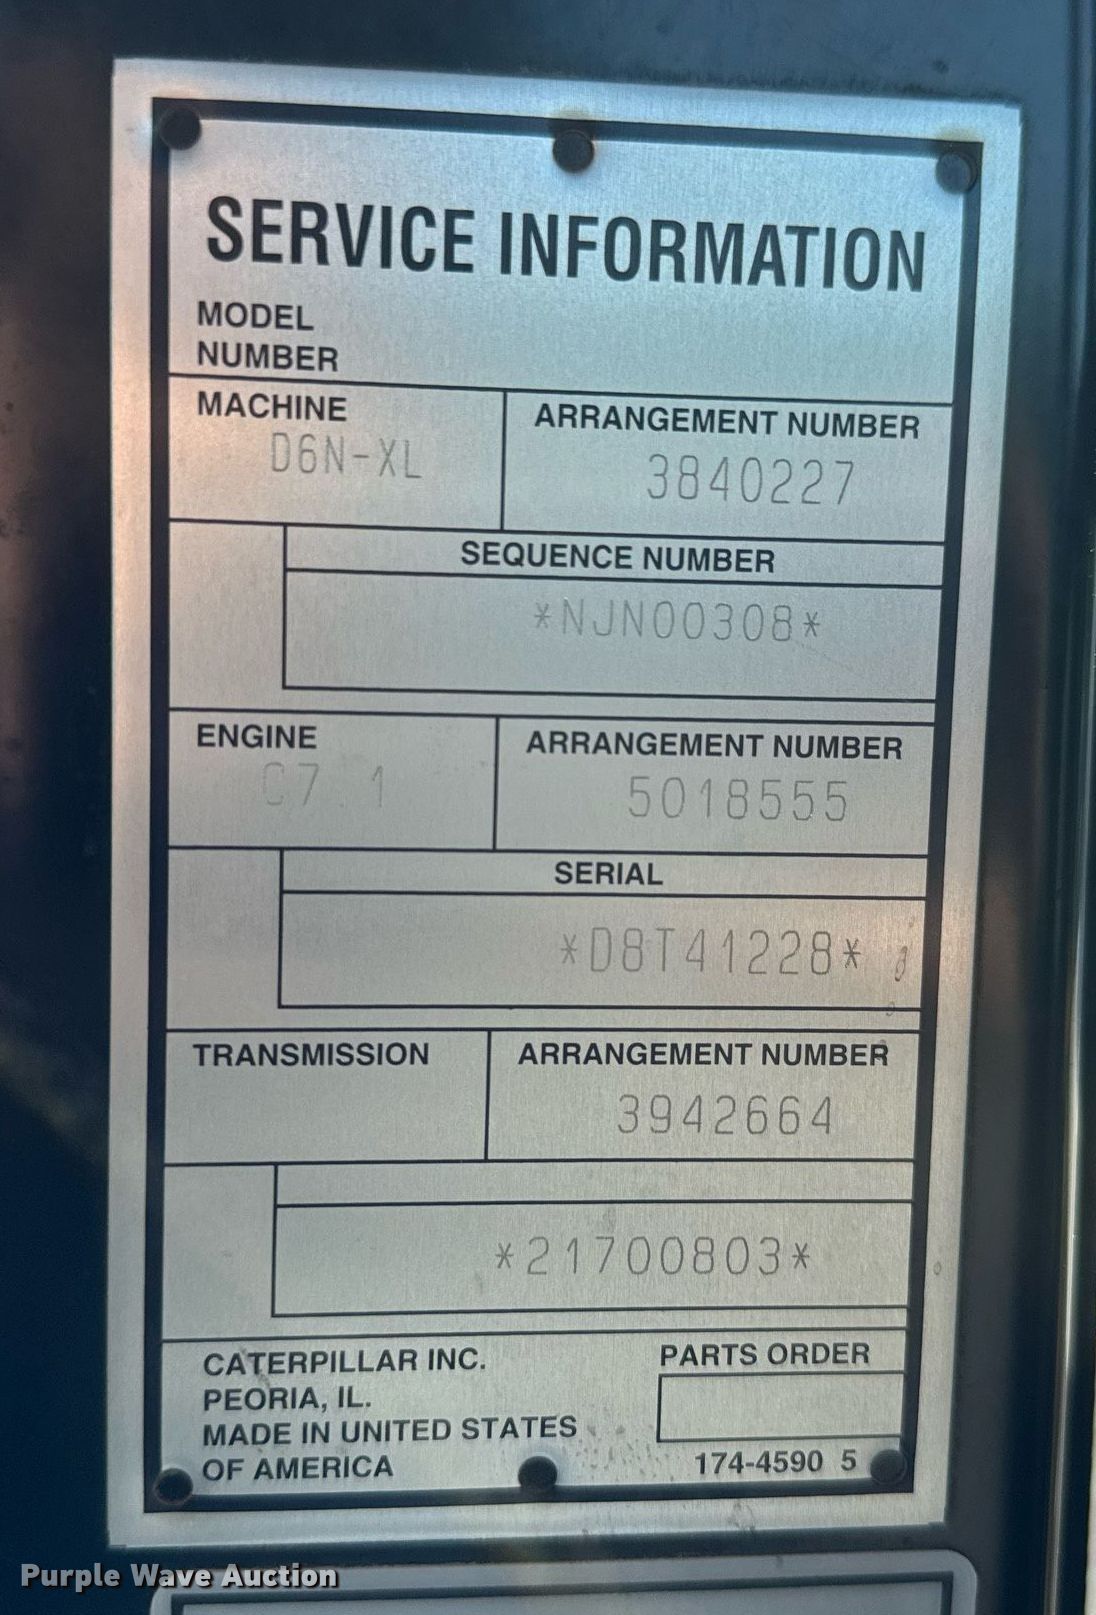 SERVICE INFORMATION
MODEL
NUMBER
MACHINE
D6N-XL
ARRANGEMENT NUMBER
3840227
SEQUENCE NUMBER
*NJN00308*
ENGINE
C7.1
ARRANGEMENT NUMBER
5018555
SERIAL
*D8T41228*
TRANSMISSION
ARRANGEMENT NUMBER
3942664
*21700803*
CATERPILLAR INC.
PEORIA, IL.
MADE IN UNITED STATES
OF AMERICA
PARTS ORDER
174-4590 5
Purple Wave Auction